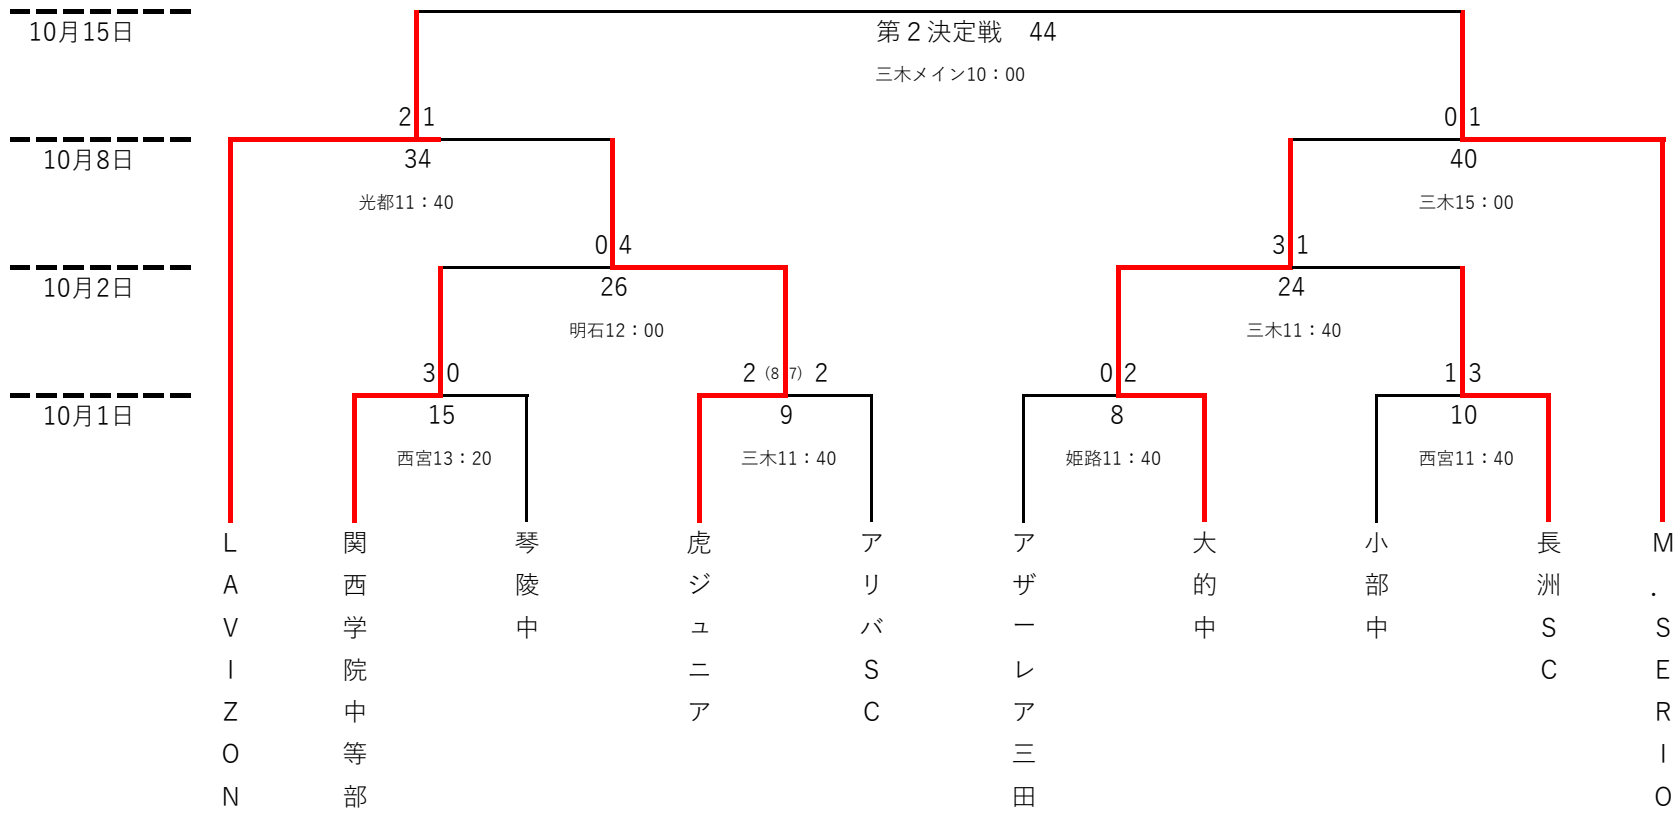 10月15日
第２決定戦　44
三木メイン10：00
2 1
0 1
10月8日
34
40
光都11：40
三木15：00
0 4
3 1
10月2日
26
24
明石12：00
三木11：40
3 0
2 (8 7) 2
0 2
1 3
10月1日
15
9
8
10
西宮13：20
三木11：40
姫路11：40
西宮11：40
LAVIZON
関西学院中等部
琴陵中
虎ジュニア
アリバSC
アザーレア三田
大的中
小部中
長洲SC
M.SERIO